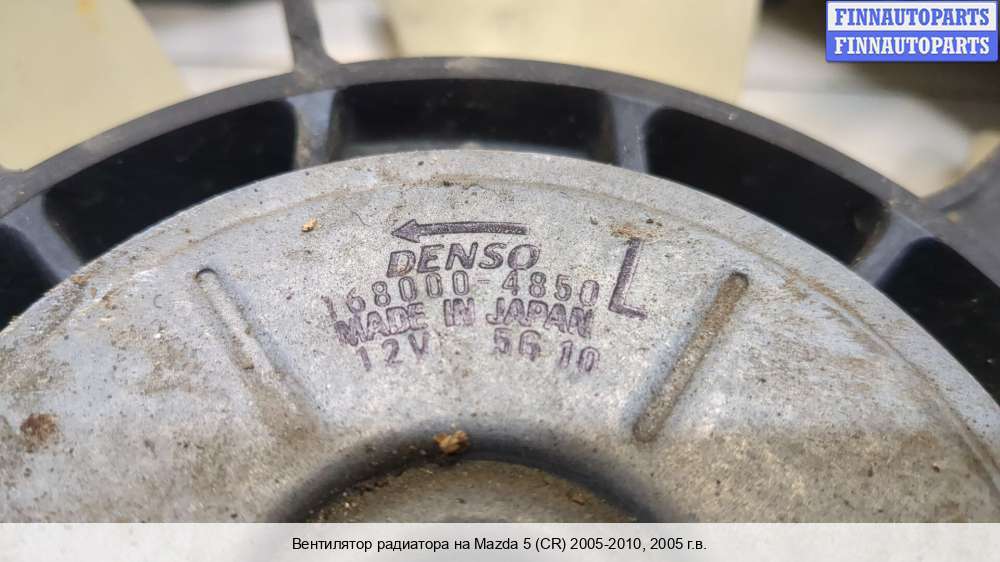 FINNAUTOPARTS
FINNAUTOPARTS
DENSO
168000-4850 L
MADE IN JAPAN
12V 5G 10
Вентилятор радиатора на Mazda 5 (CR) 2005-2010, 2005 г.в.